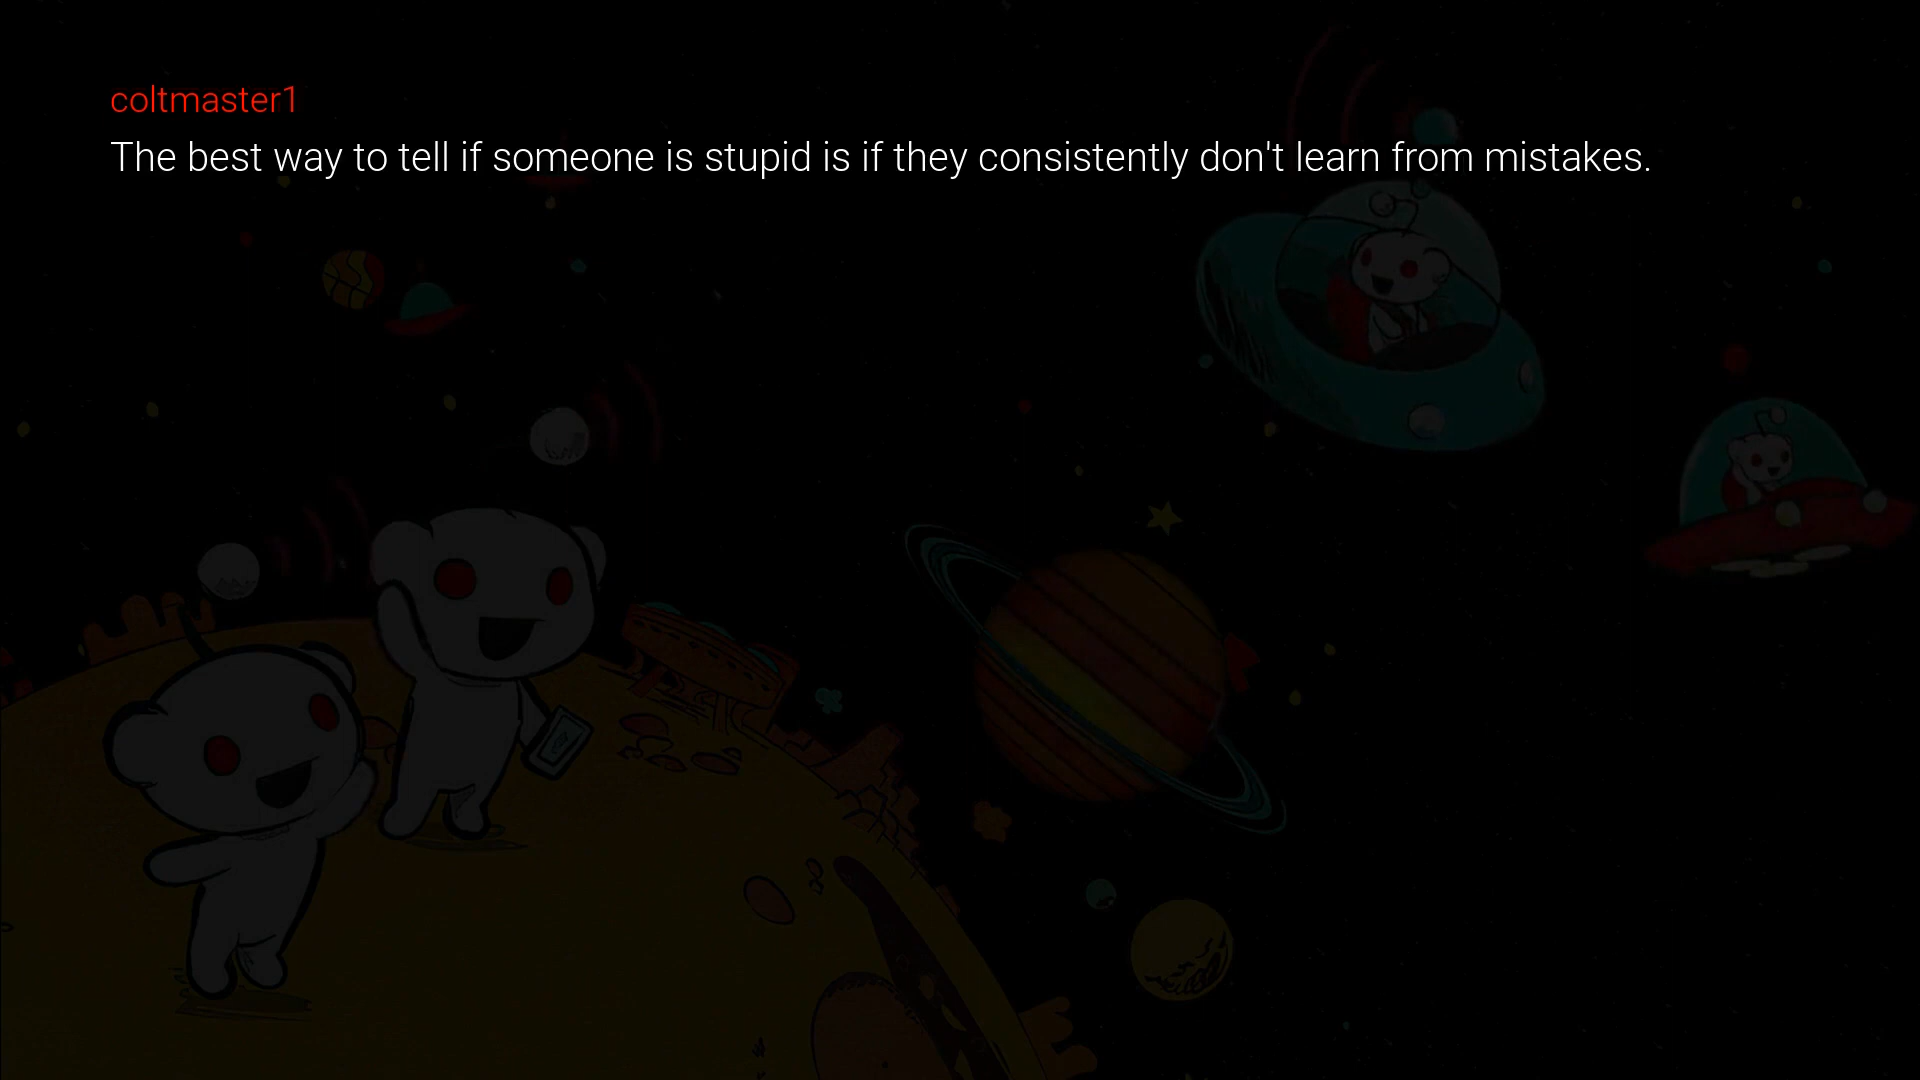 coltmaster1
The best way to tell if someone is stupid is if they consistently don't learn from mistakes.